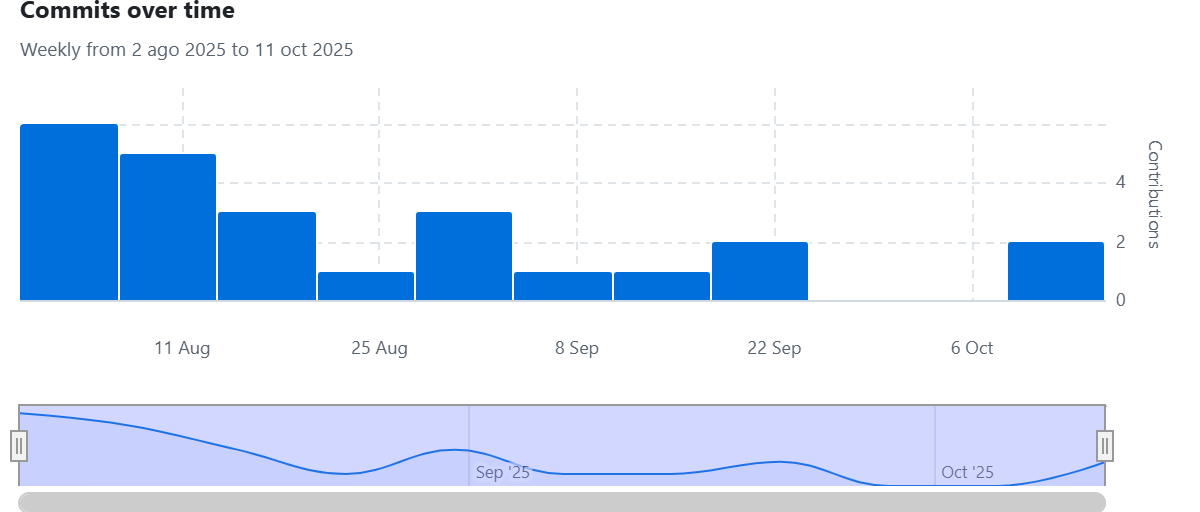 Commits over time
Weekly from 2 ago 2025 to 11 oct 2025
4
2
0
Contributions
11 Aug
25 Aug
8 Sep
22 Sep
6 Oct
Sep '25
Oct '25